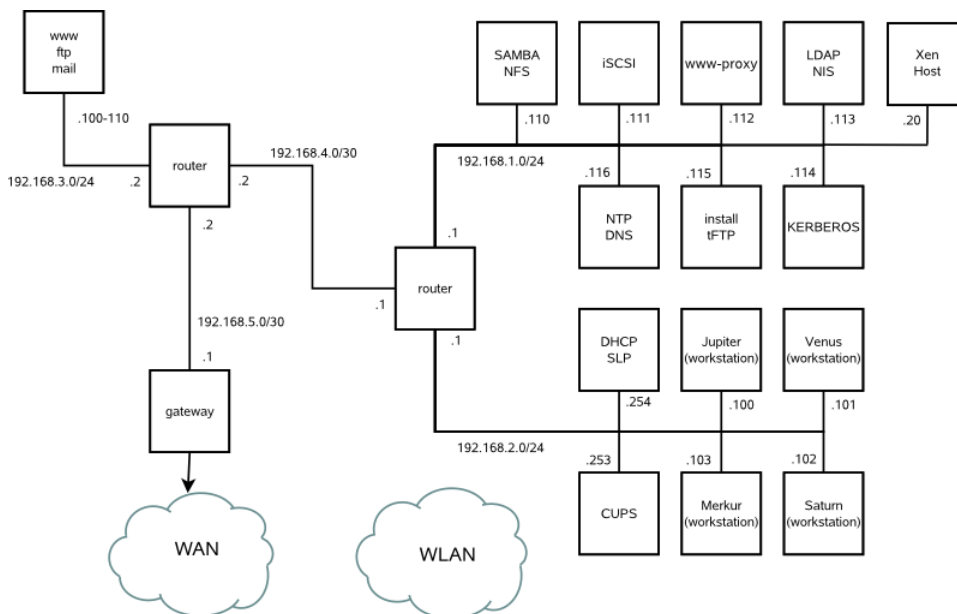 www
ftp
mail
SAMBA
NFS
iSCSI
www-proxy
LDAP
NIS
Xen
Host
.100-110
.110
.111
.112
.113
.20
router
192.168.4.0/30
192.168.1.0/24
192.168.3.0/24
.2
.2
.116
.115
.114
.2
NTP
DNS
install
tFTP
KERBEROS
.1
router
.1
.1
192.168.5.0/30
DHCP
SLP
Jupiter
(workstation)
Venus
(workstation)
.1
.254
.100
.101
gateway
192.168.2.0/24
.253
.103
.102
CUPS
Merkur
(workstation)
Saturn
(workstation)
WAN
WLAN